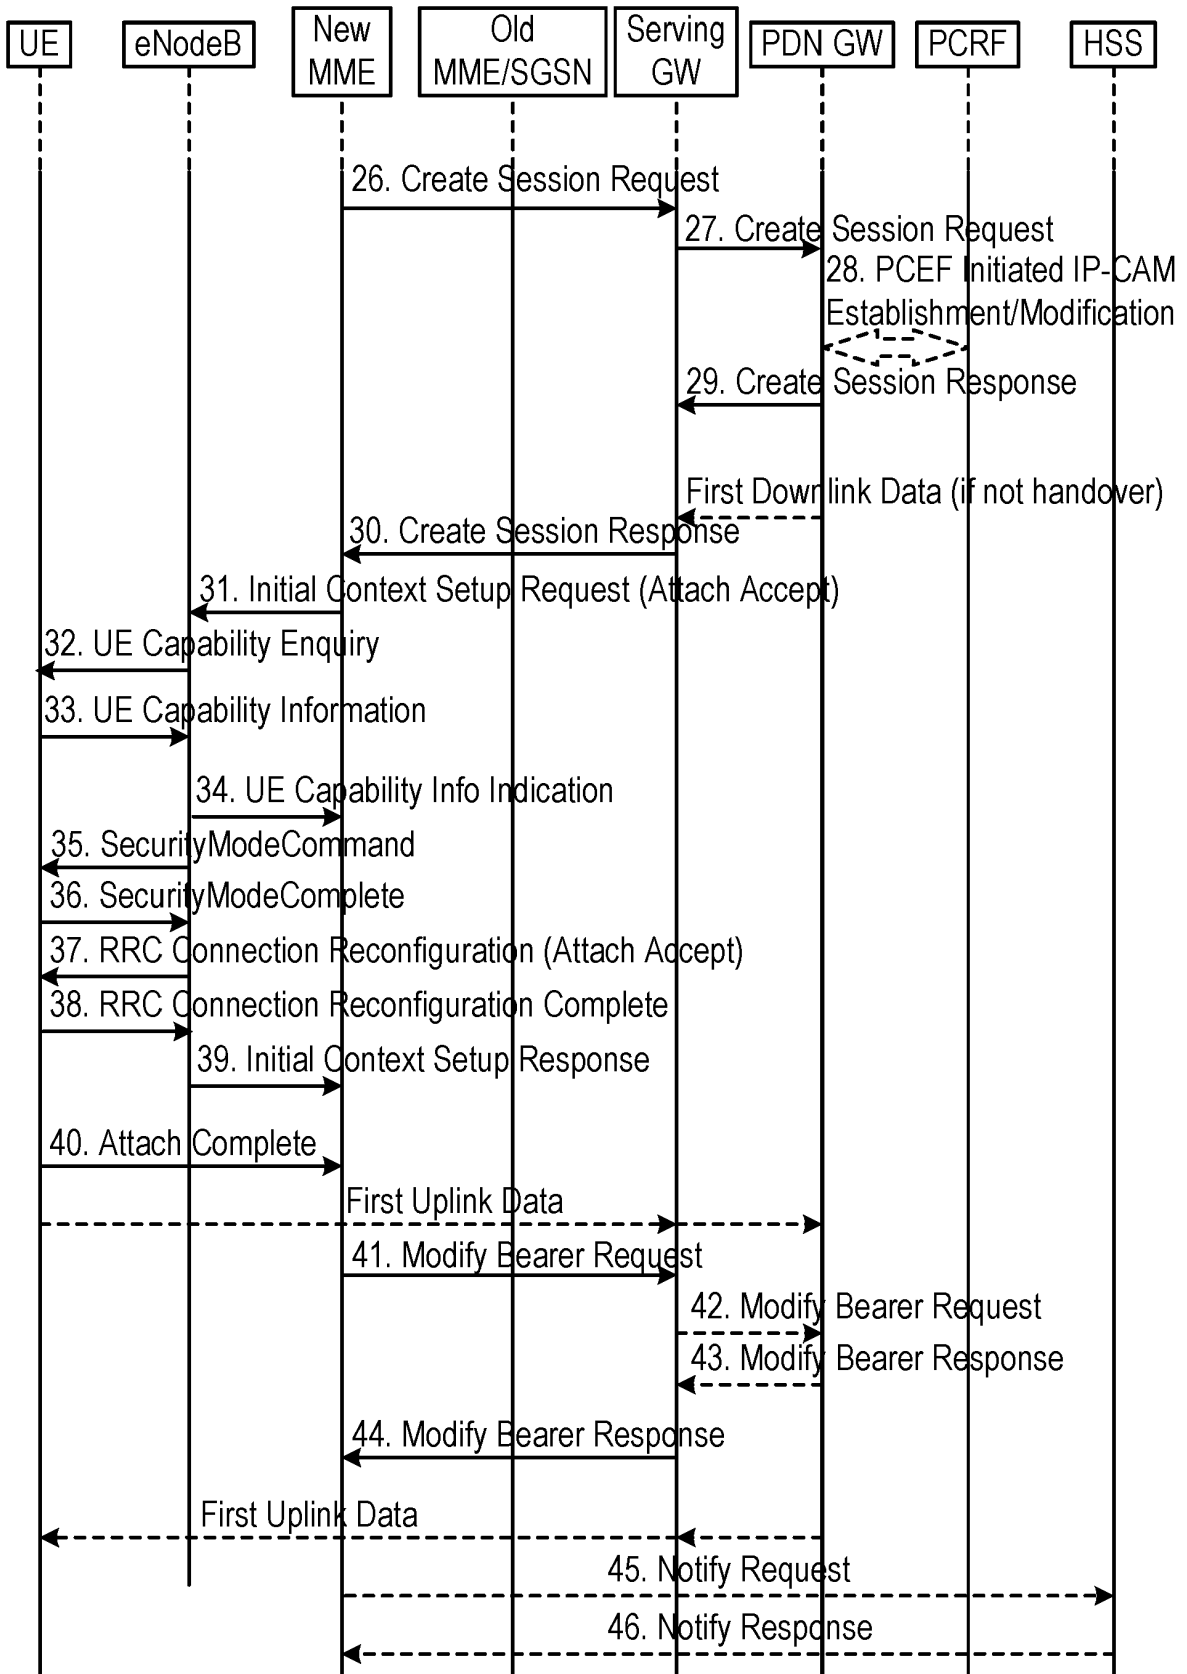 UE
eNodeB
New
MME
Old
MME/SGSN
Serving
GW
PDN GW
PCRF
HSS
26. Create Session Request
27. Create Session Request
28. PCEF Initiated IP-CAM
Establishment/Modification
29. Create Session Response
First Downlink Data (if not handover)
30. Create Session Response
31. Initial Context Setup Request (Attach Accept)
32. UE Capability Enquiry
33. UE Capability Information
34. UE Capability Info Indication
35. SecurityModeCommand
36. SecurityModeComplete
37. RRC Connection Reconfiguration (Attach Accept)
38. RRC Connection Reconfiguration Complete
39. Initial Context Setup Response
40. Attach Complete
First Uplink Data
41. Modify Bearer Request
42. Modify Bearer Request
43. Modify Bearer Response
44. Modify Bearer Response
First Uplink Data
45. Notify Request
46. Notify Response